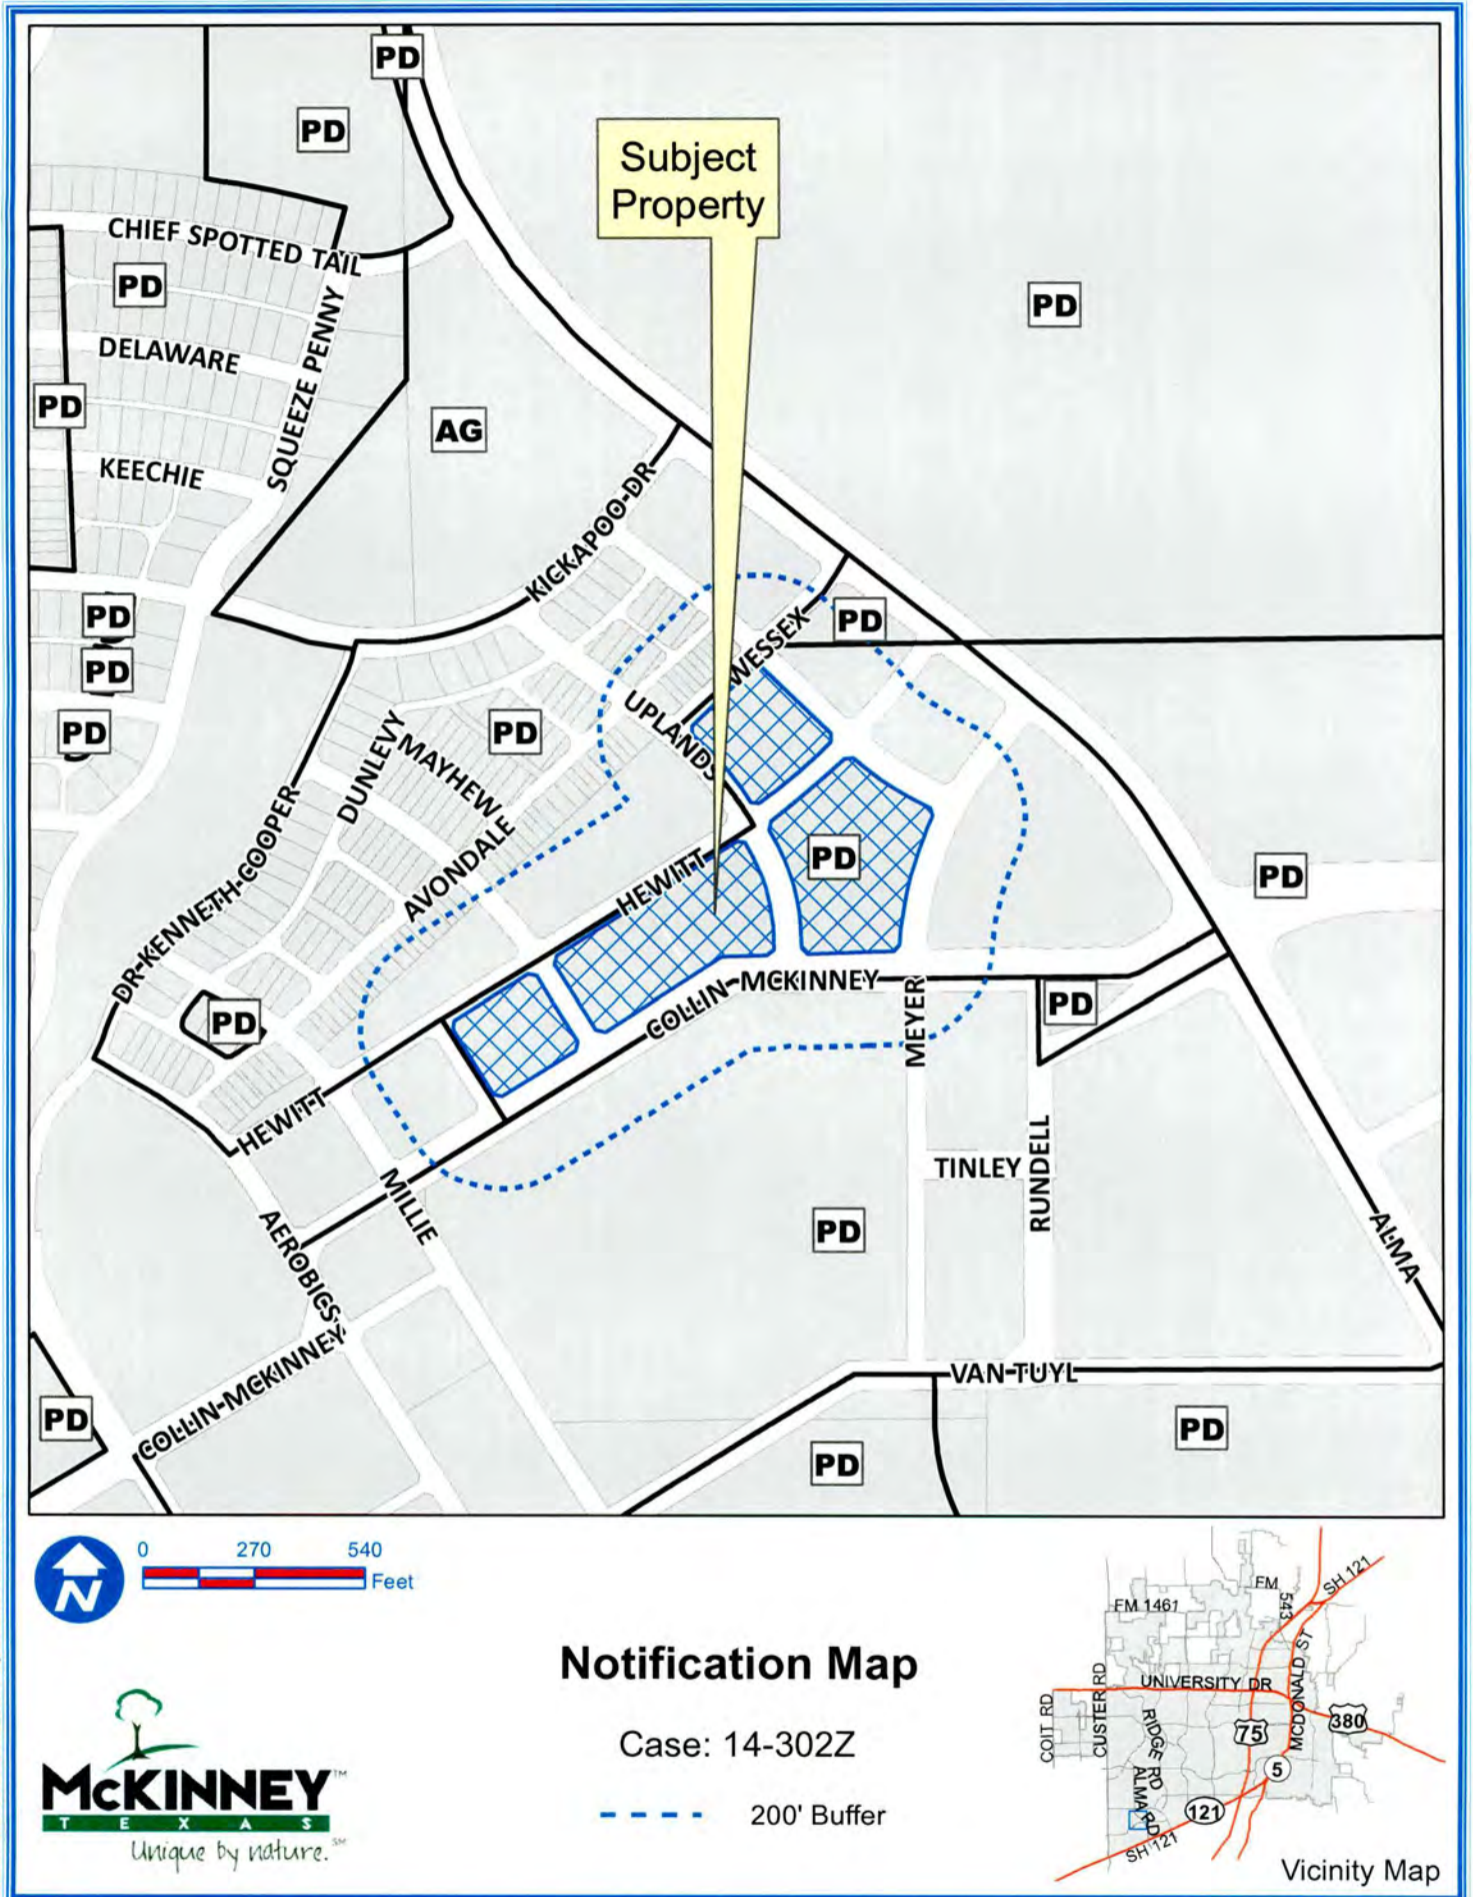 PD
PD
Subject
Property
CHIEF SPOTTED TAIL
PD
PD
DELAWARE
SQUEEZE PENNY
PD
AG
KEECHIE
KICKAPOO DR
PD
PD
WESSEX
PD
UPLANDS
PD
PD
DUNLEVY
MAYHEW
AVONDALE
DR KENNETH COOPER
HEWITT
PD
PD
COLLIN MCKINNEY
MEYER
PD
PD
HEWITT
MILLIE
TINLEY
RUNDELL
PD
ALMA
AEROBICS
COLLIN MCKINNEY
VAN TUYL
PD
PD
PD
N
0 270 540
Feet
Notification Map
Case: 14-302Z
200' Buffer
McKINNEY™
TEXAS
Unique by nature.℠
FM 1461
FM
543
SH 121
UNIVERSITY DR
MCDONALD ST
COIT RD
CUSTER RD
RIDGE RD
ALMA RD
75
380
5
121
SH 121
Vicinity Map